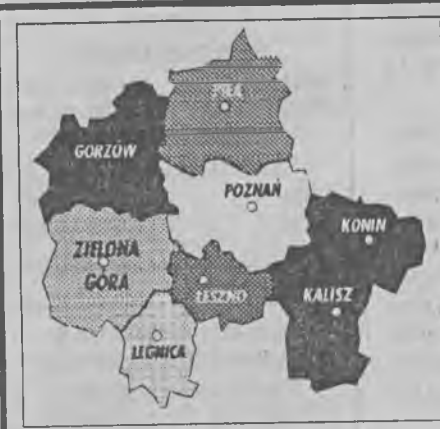 PIŁA
GORZÓW
POZNAŃ
KONIN
ZIELONA
GÓRA
LESZNO
KALISZ
LEGNICA